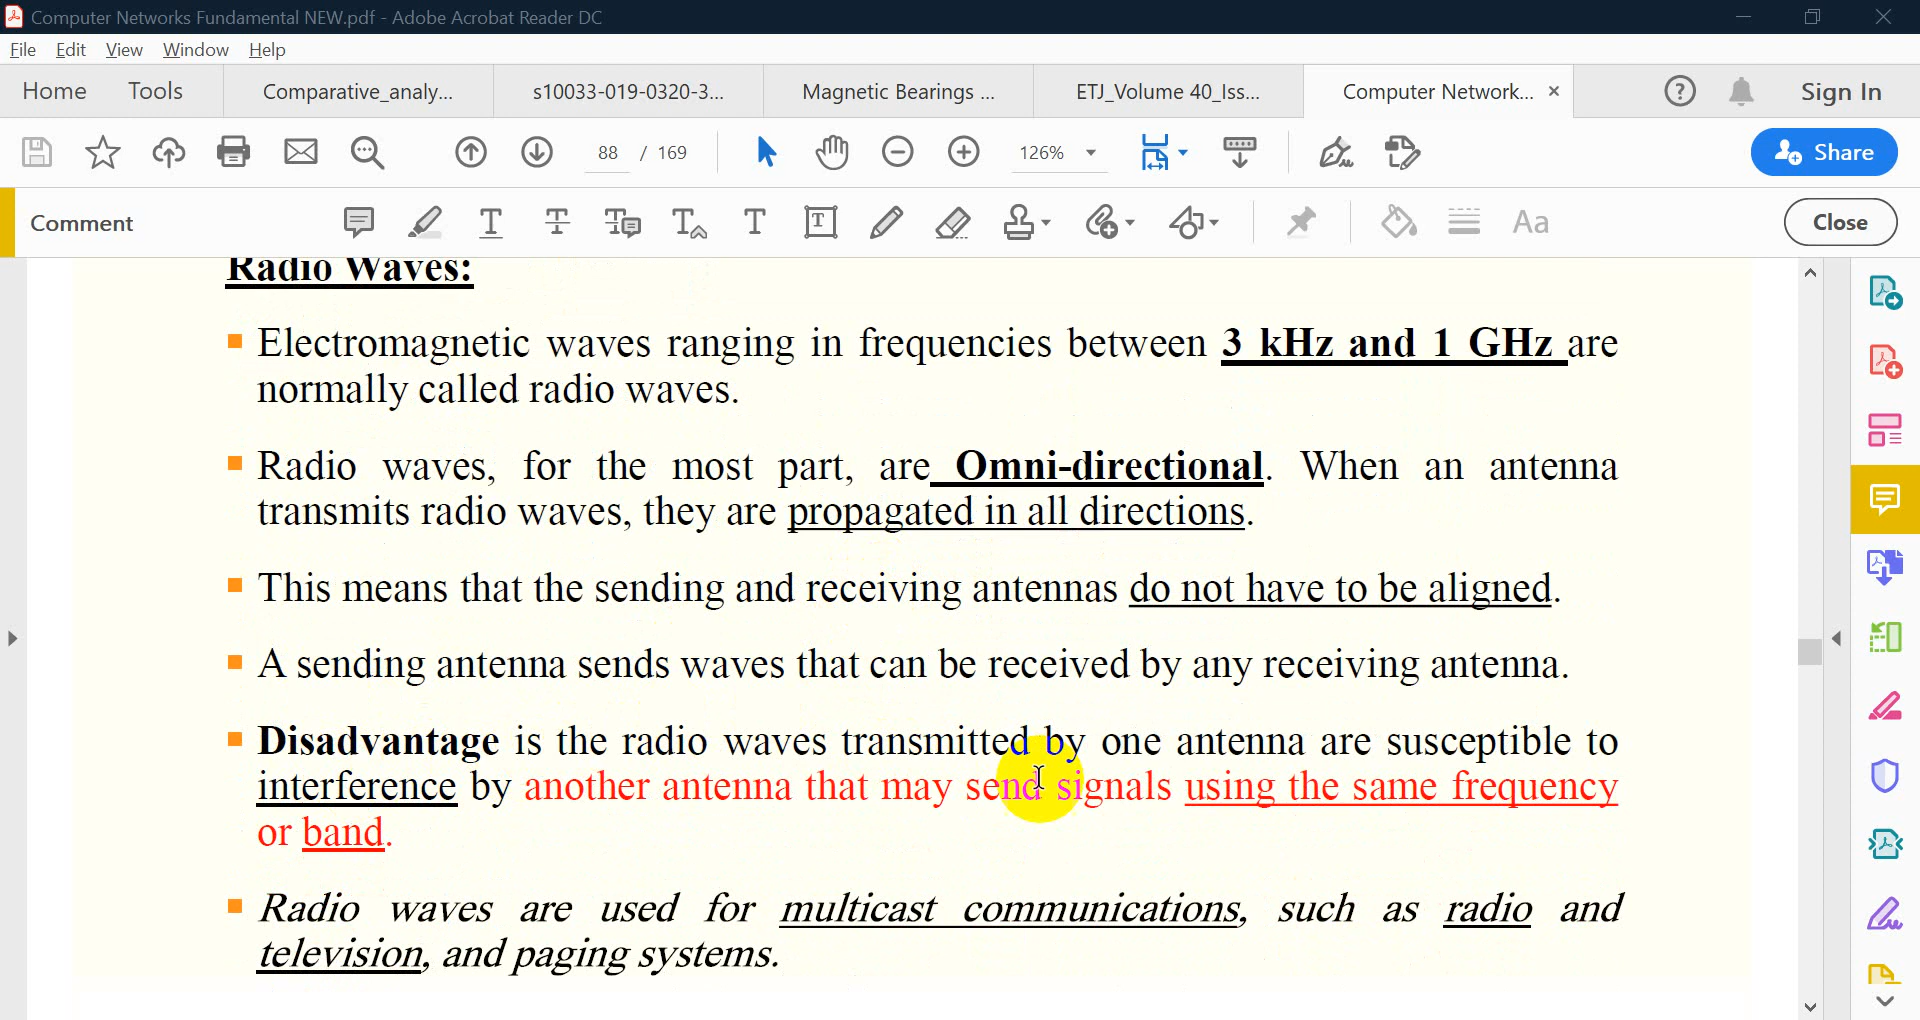 Computer Networks Fundamental NEW.pdf - Adobe Acrobat Reader DC
File Edit View Window Help
Home Tools Comparative_analy... s10033-019-0320-3... Magnetic Bearings ... ETJ_Volume 40_Iss... Computer Network... × ? Sign In
88 / 169 126% Share
Comment Aa Close
Radio Waves:
Electromagnetic waves ranging in frequencies between 3 kHz and 1 GHz are
normally called radio waves.
Radio waves, for the most part, are Omni-directional. When an antenna
transmits radio waves, they are propagated in all directions.
This means that the sending and receiving antennas do not have to be aligned.
A sending antenna sends waves that can be received by any receiving antenna.
Disadvantage is the radio waves transmitted by one antenna are susceptible to
interference by another antenna that may send signals using the same frequency
or band.
Radio waves are used for multicast communications, such as radio and
television, and paging systems.